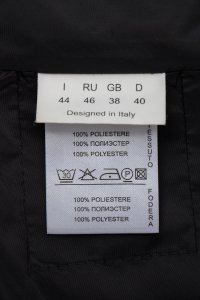 I RU GB D
44 46 38 40
Designed in Italy
100% POLIESTERE
100% ПОЛИЭСТЕР
100% POLYESTER
TESSUTO
100% POLIESTERE
100% ПОЛИЭСТЕР
100% POLYESTER
FODERA